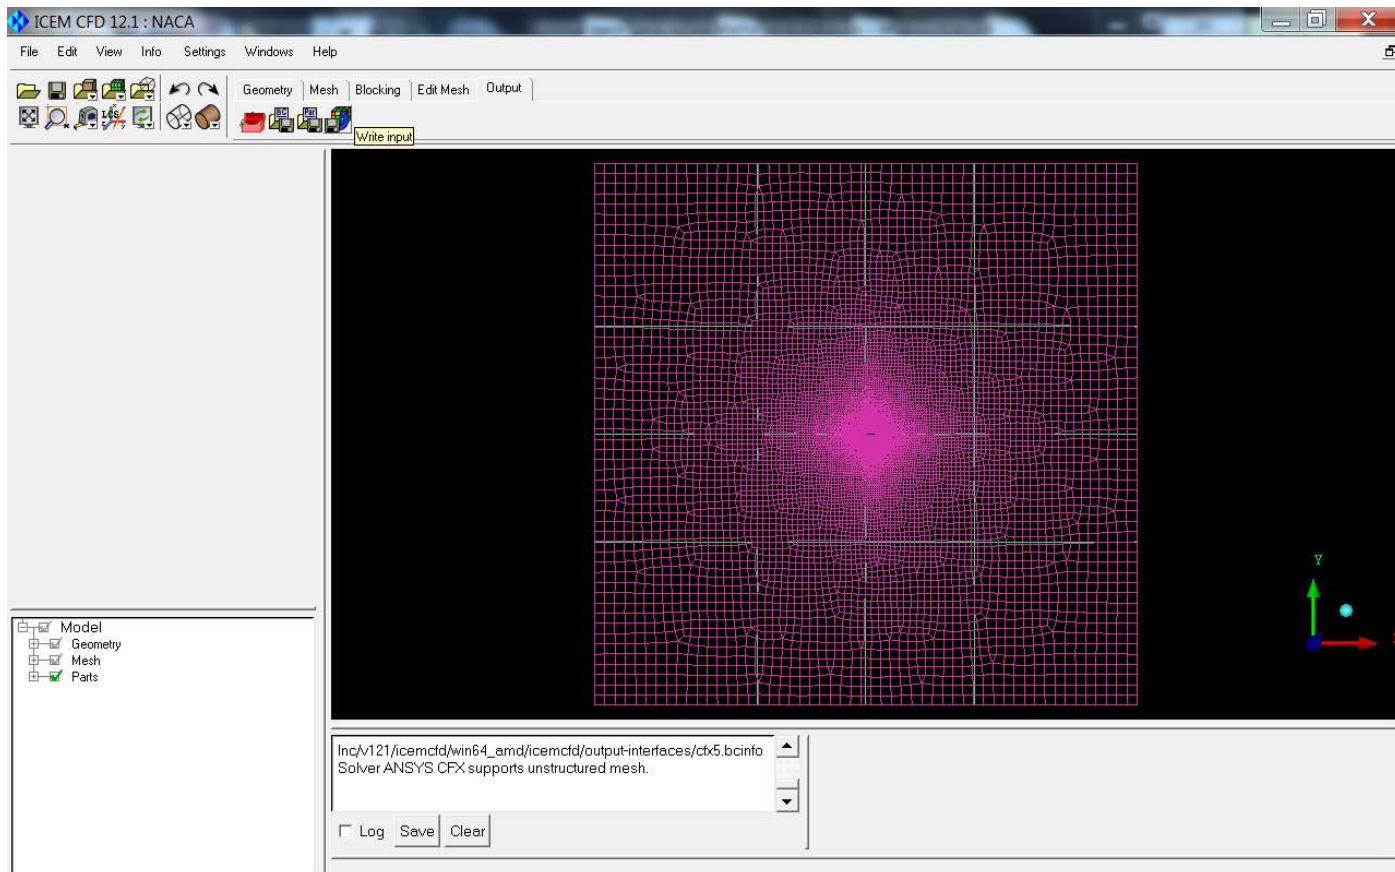 ICEM CFD 12.1 : NACA
File Edit View Info Settings Windows Help
Geometry Mesh Blocking Edit Mesh Output
LCS
Write input
Model
Geometry
Mesh
Parts
Y
Inc/v121/icemcfd/win64_amd/icemcfd/output-interfaces/cfx5.bcinfo
Solver ANSYS CFX supports unstructured mesh.
Log Save Clear